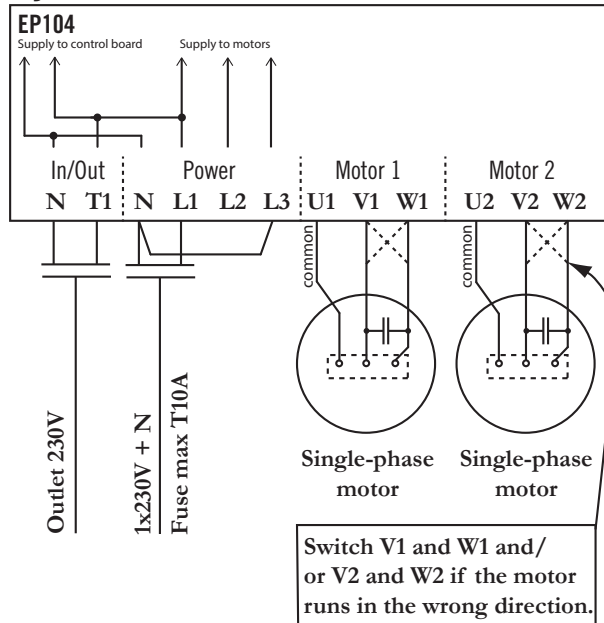 EP104
Supply to control board
Supply to motors
In/Out
Power
Motor 1
Motor 2
N T1 N L1 L2 L3 U1 V1 W1 U2 V2 W2
common
common
Outlet 230V
1x230V + N
Fuse max T10A
Single-phase
motor
Single-phase
motor
Switch V1 and W1 and/
or V2 and W2 if the motor
runs in the wrong direction.